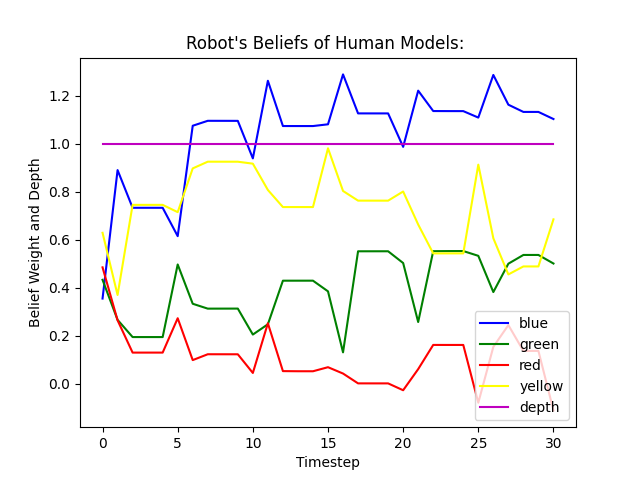 Robot's Beliefs of Human Models:
Belief Weight and Depth
1.2
1.0
0.8
0.6
0.4
0.2
0.0
0 5 10 15 20 25 30
Timestep
blue
green
red
yellow
depth